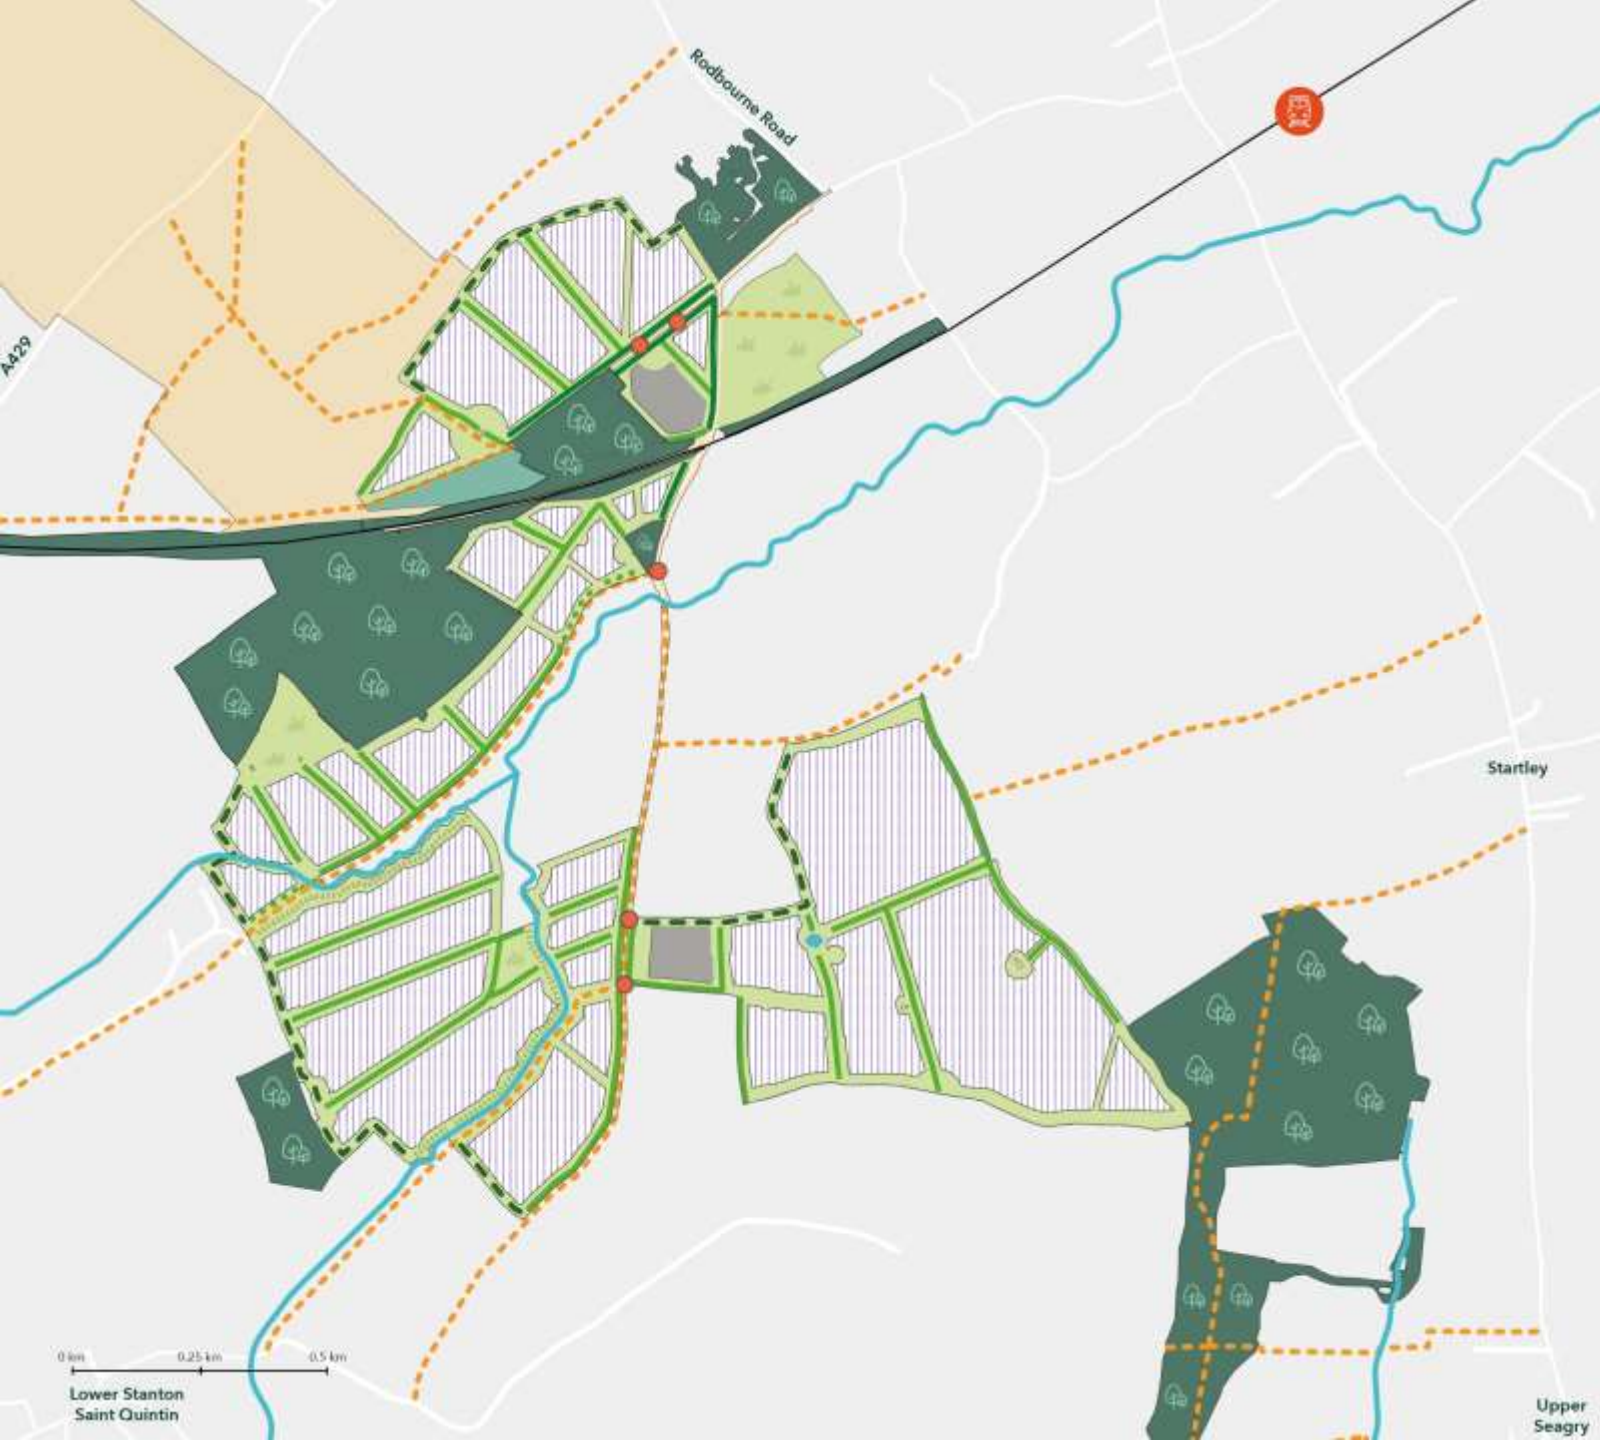 Rodbourne Road
A429
Startley
0 km
0.25 km
0.5 km
Lower Stanton
Saint Quintin
Upper
Seagry